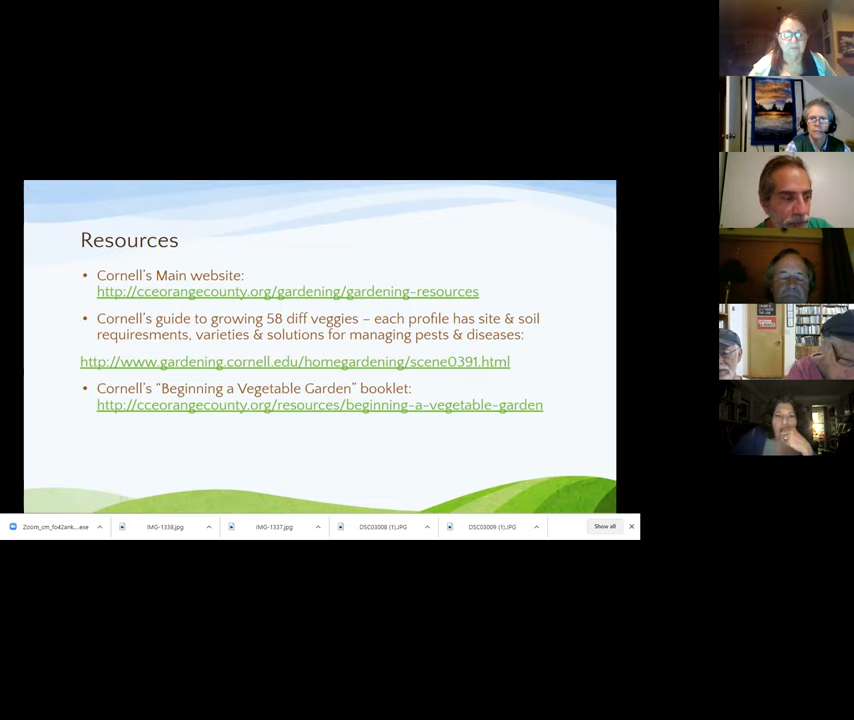 Resources
• Cornell's Main website:
http://cceorangecounty.org/gardening/gardening-resources
• Cornell's guide to growing 58 diff veggies – each profile has site & soil
requiresments, varieties & solutions for managing pests & diseases:
http://www.gardening.cornell.edu/homegardening/scene0391.html
• Cornell's "Beginning a Vegetable Garden" booklet:
http://cceorangecounty.org/resources/beginning-a-vegetable-garden
Zoom_cm_fo42ank....exe
IMG-1338.jpg
IMG-1337.jpg
DSC03008 (1).JPG
DSC03009 (1).JPG
Show all